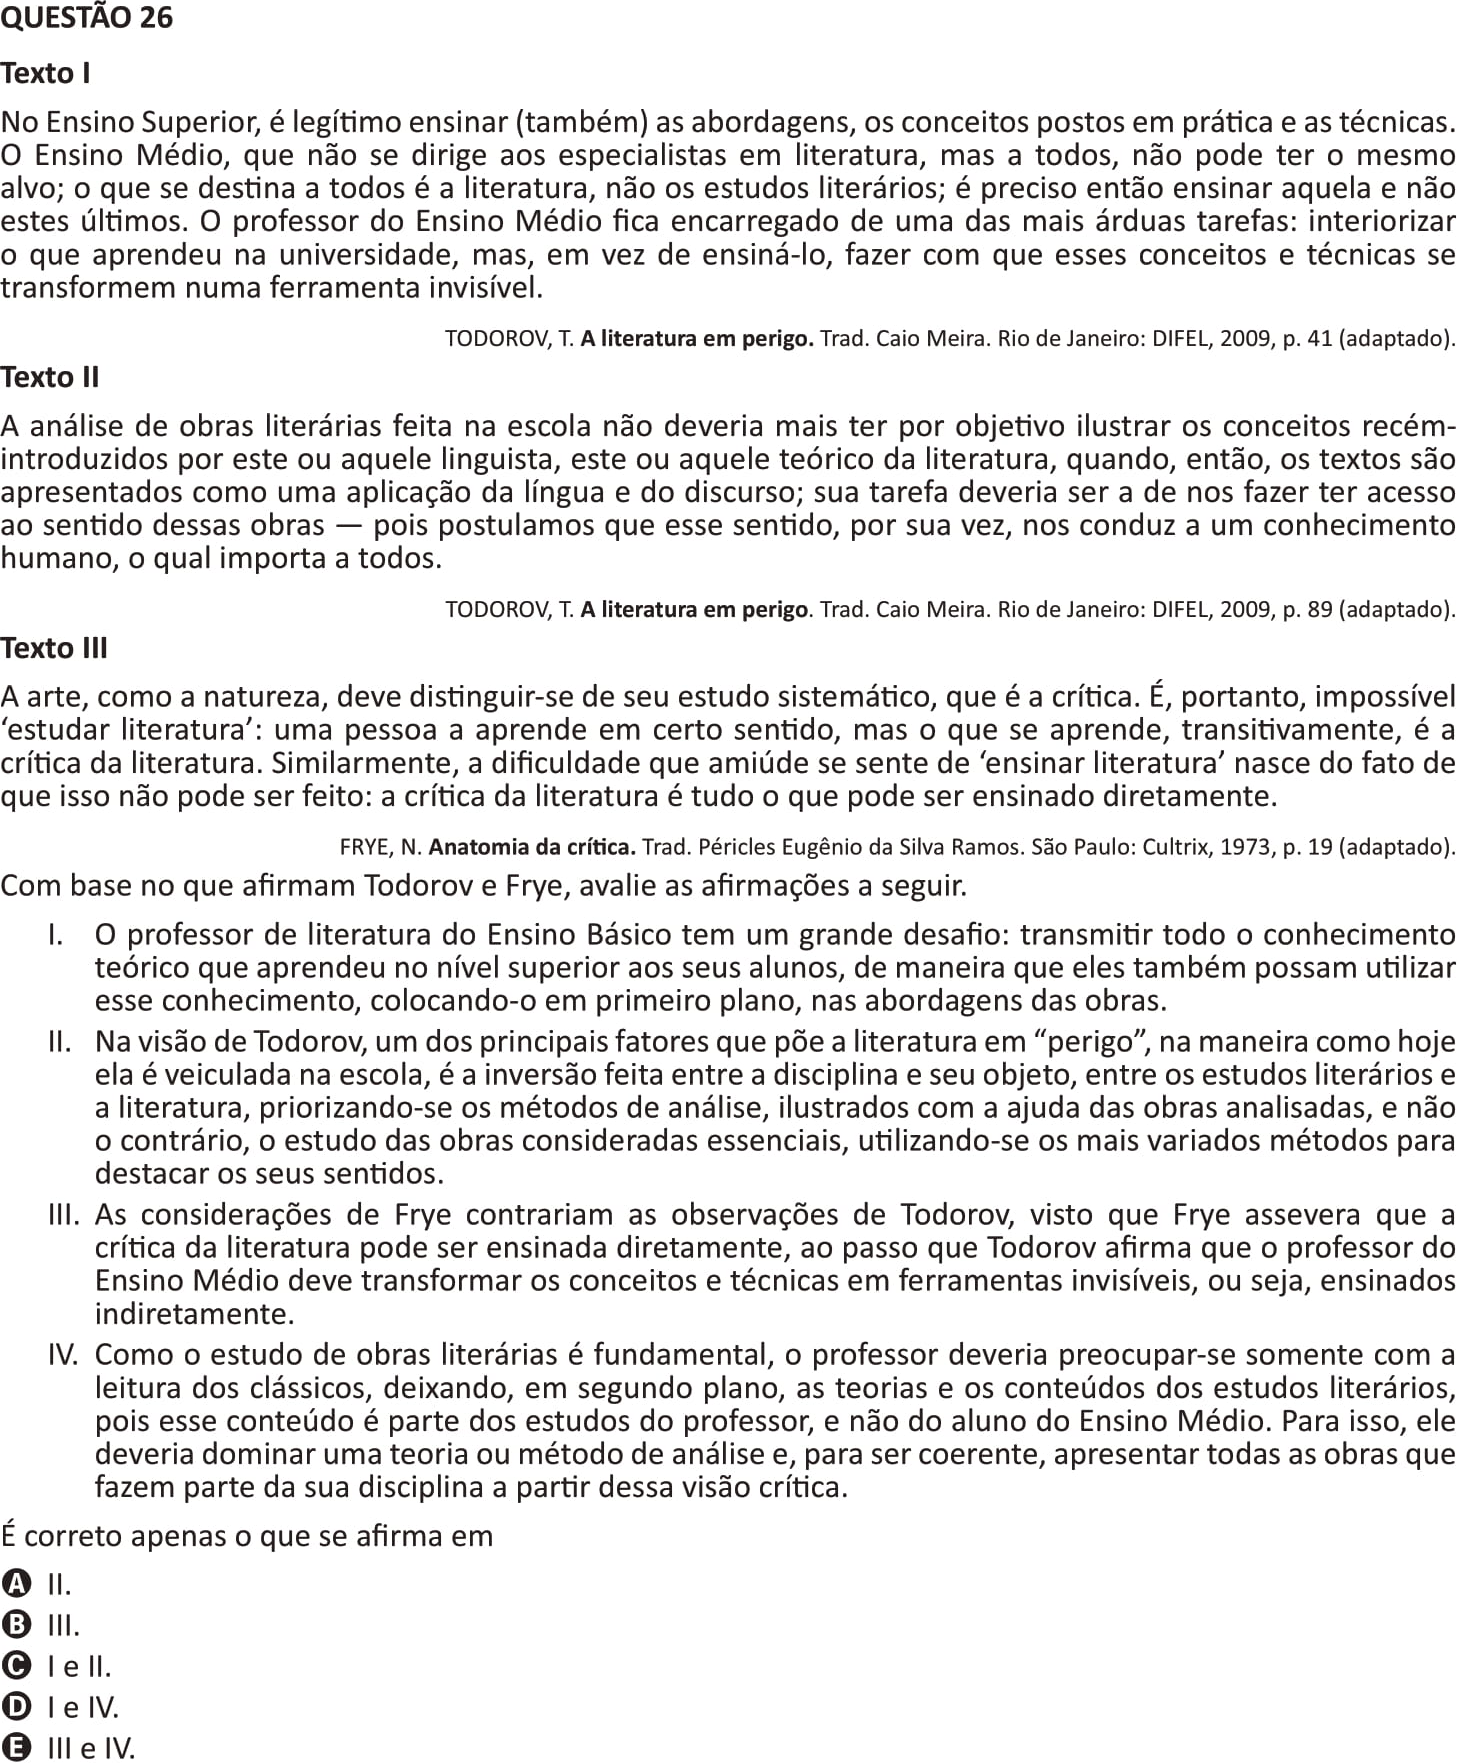 QUESTÃO 26
Texto I
No Ensino Superior, é legítimo ensinar (também) as abordagens, os conceitos postos em prática e as técnicas.
O Ensino Médio, que não se dirige aos especialistas em literatura, mas a todos, não pode ter o mesmo
alvo; o que se destina a todos é a literatura, não os estudos literários; é preciso então ensinar aquela e não
estes últimos. O professor do Ensino Médio fica encarregado de uma das mais árduas tarefas: interiorizar
o que aprendeu na universidade, mas, em vez de ensiná-lo, fazer com que esses conceitos e técnicas se
transformem numa ferramenta invisível.
TODOROV, T. A literatura em perigo. Trad. Caio Meira. Rio de Janeiro: DIFEL, 2009, p. 41 (adaptado).
Texto II
A análise de obras literárias feita na escola não deveria mais ter por objetivo ilustrar os conceitos recém-
introduzidos por este ou aquele linguista, este ou aquele teórico da literatura, quando, então, os textos são
apresentados como uma aplicação da língua e do discurso; sua tarefa deveria ser a de nos fazer ter acesso
ao sentido dessas obras — pois postulamos que esse sentido, por sua vez, nos conduz a um conhecimento
humano, o qual importa a todos.
TODOROV, T. A literatura em perigo. Trad. Caio Meira. Rio de Janeiro: DIFEL, 2009, p. 89 (adaptado).
Texto III
A arte, como a natureza, deve distinguir-se de seu estudo sistemático, que é a crítica. É, portanto, impossível
‘estudar literatura’: uma pessoa a aprende em certo sentido, mas o que se aprende, transitivamente, é a
crítica da literatura. Similarmente, a dificuldade que amiúde se sente de ‘ensinar literatura’ nasce do fato de
que isso não pode ser feito: a crítica da literatura é tudo o que pode ser ensinado diretamente.
FRYE, N. Anatomia da crítica. Trad. Péricles Eugênio da Silva Ramos. São Paulo: Cultrix, 1973, p. 19 (adaptado).
Com base no que afirmam Todorov e Frye, avalie as afirmações a seguir.
I. O professor de literatura do Ensino Básico tem um grande desafio: transmitir todo o conhecimento
teórico que aprendeu no nível superior aos seus alunos, de maneira que eles também possam utilizar
esse conhecimento, colocando-o em primeiro plano, nas abordagens das obras.
II. Na visão de Todorov, um dos principais fatores que põe a literatura em “perigo”, na maneira como hoje
ela é veiculada na escola, é a inversão feita entre a disciplina e seu objeto, entre os estudos literários e
a literatura, priorizando-se os métodos de análise, ilustrados com a ajuda das obras analisadas, e não
o contrário, o estudo das obras consideradas essenciais, utilizando-se os mais variados métodos para
destacar os seus sentidos.
III. As considerações de Frye contrariam as observações de Todorov, visto que Frye assevera que a
crítica da literatura pode ser ensinada diretamente, ao passo que Todorov afirma que o professor do
Ensino Médio deve transformar os conceitos e técnicas em ferramentas invisíveis, ou seja, ensinados
indiretamente.
IV. Como o estudo de obras literárias é fundamental, o professor deveria preocupar-se somente com a
leitura dos clássicos, deixando, em segundo plano, as teorias e os conteúdos dos estudos literários,
pois esse conteúdo é parte dos estudos do professor, e não do aluno do Ensino Médio. Para isso, ele
deveria dominar uma teoria ou método de análise e, para ser coerente, apresentar todas as obras que
fazem parte da sua disciplina a partir dessa visão crítica.
É correto apenas o que se afirma em
A II.
B III.
C I e II.
D I e IV.
E III e IV.